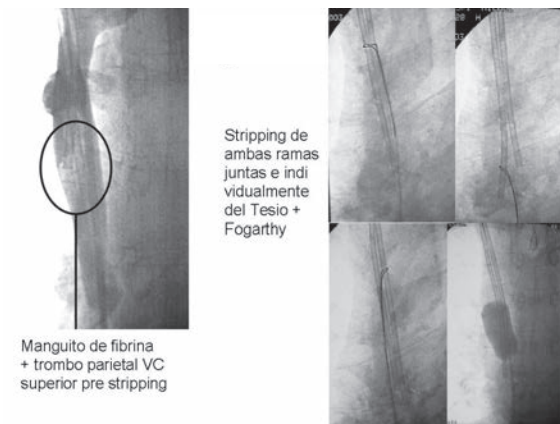 Stripping de
ambas ramas
juntas e indi
vidualmente
del Tesio +
Fogarthy
Manguito de fibrina
+ trombo parietal VC
superior pre stripping